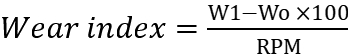 Wear index = W1−Wo ×100
RPM